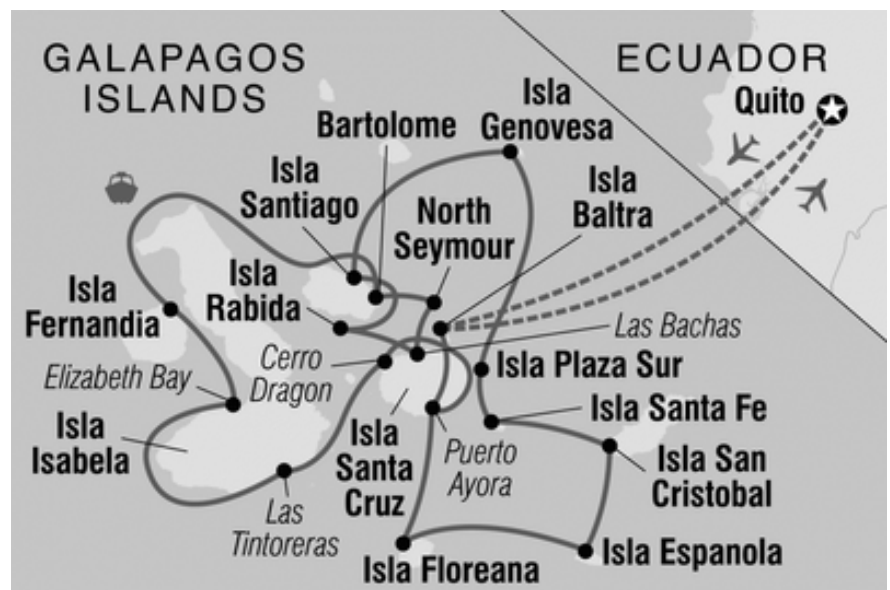 GALAPAGOS
ISLANDS
ECUADOR
Quito
Isla
Genovesa
Bartolome
Isla
Santiago
North
Seymour
Isla
Baltra
Isla
Rabida
Isla
Fernandia
Las Bachas
Cerro
Dragon
Elizabeth Bay
Isla Plaza Sur
Isla Santa Fe
Isla
Isabela
Isla
Santa
Cruz
Puerto
Ayora
Isla San
Cristobal
Las
Tintoreras
Isla Floreana
Isla Espanola